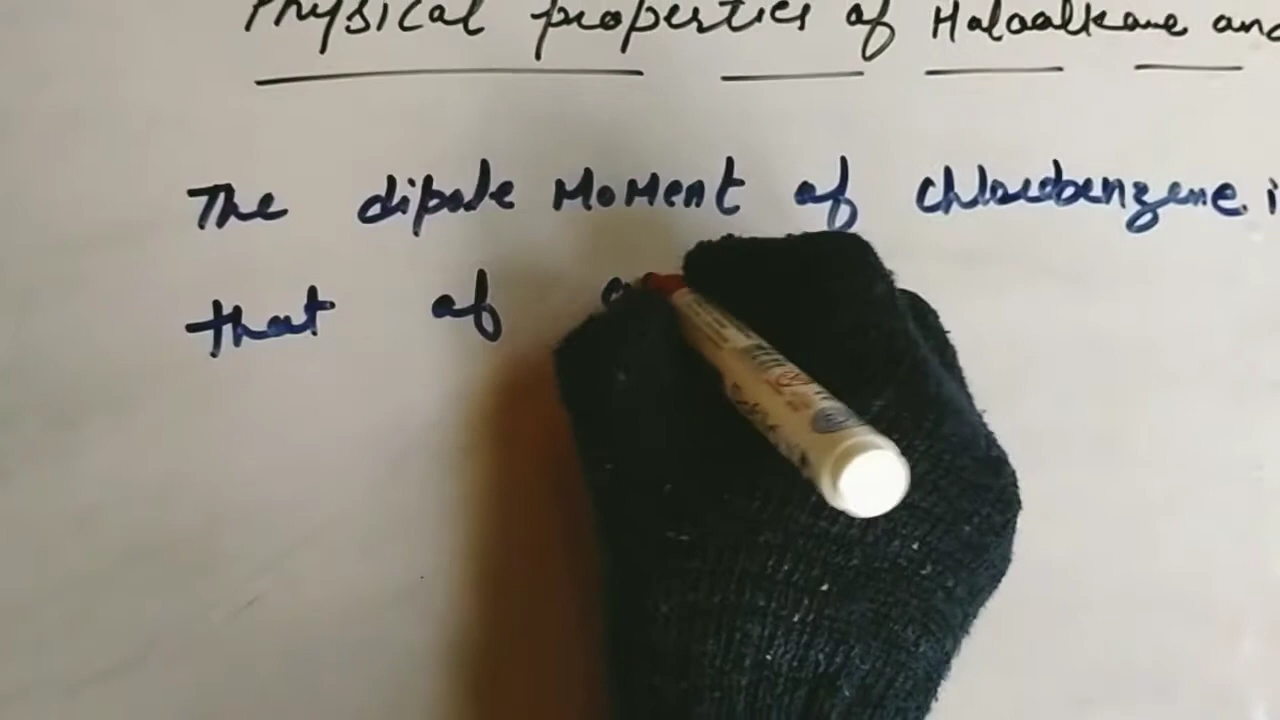 Physical properties of Haloalkane and
The dipole Moment of chlorobenzene i
that of